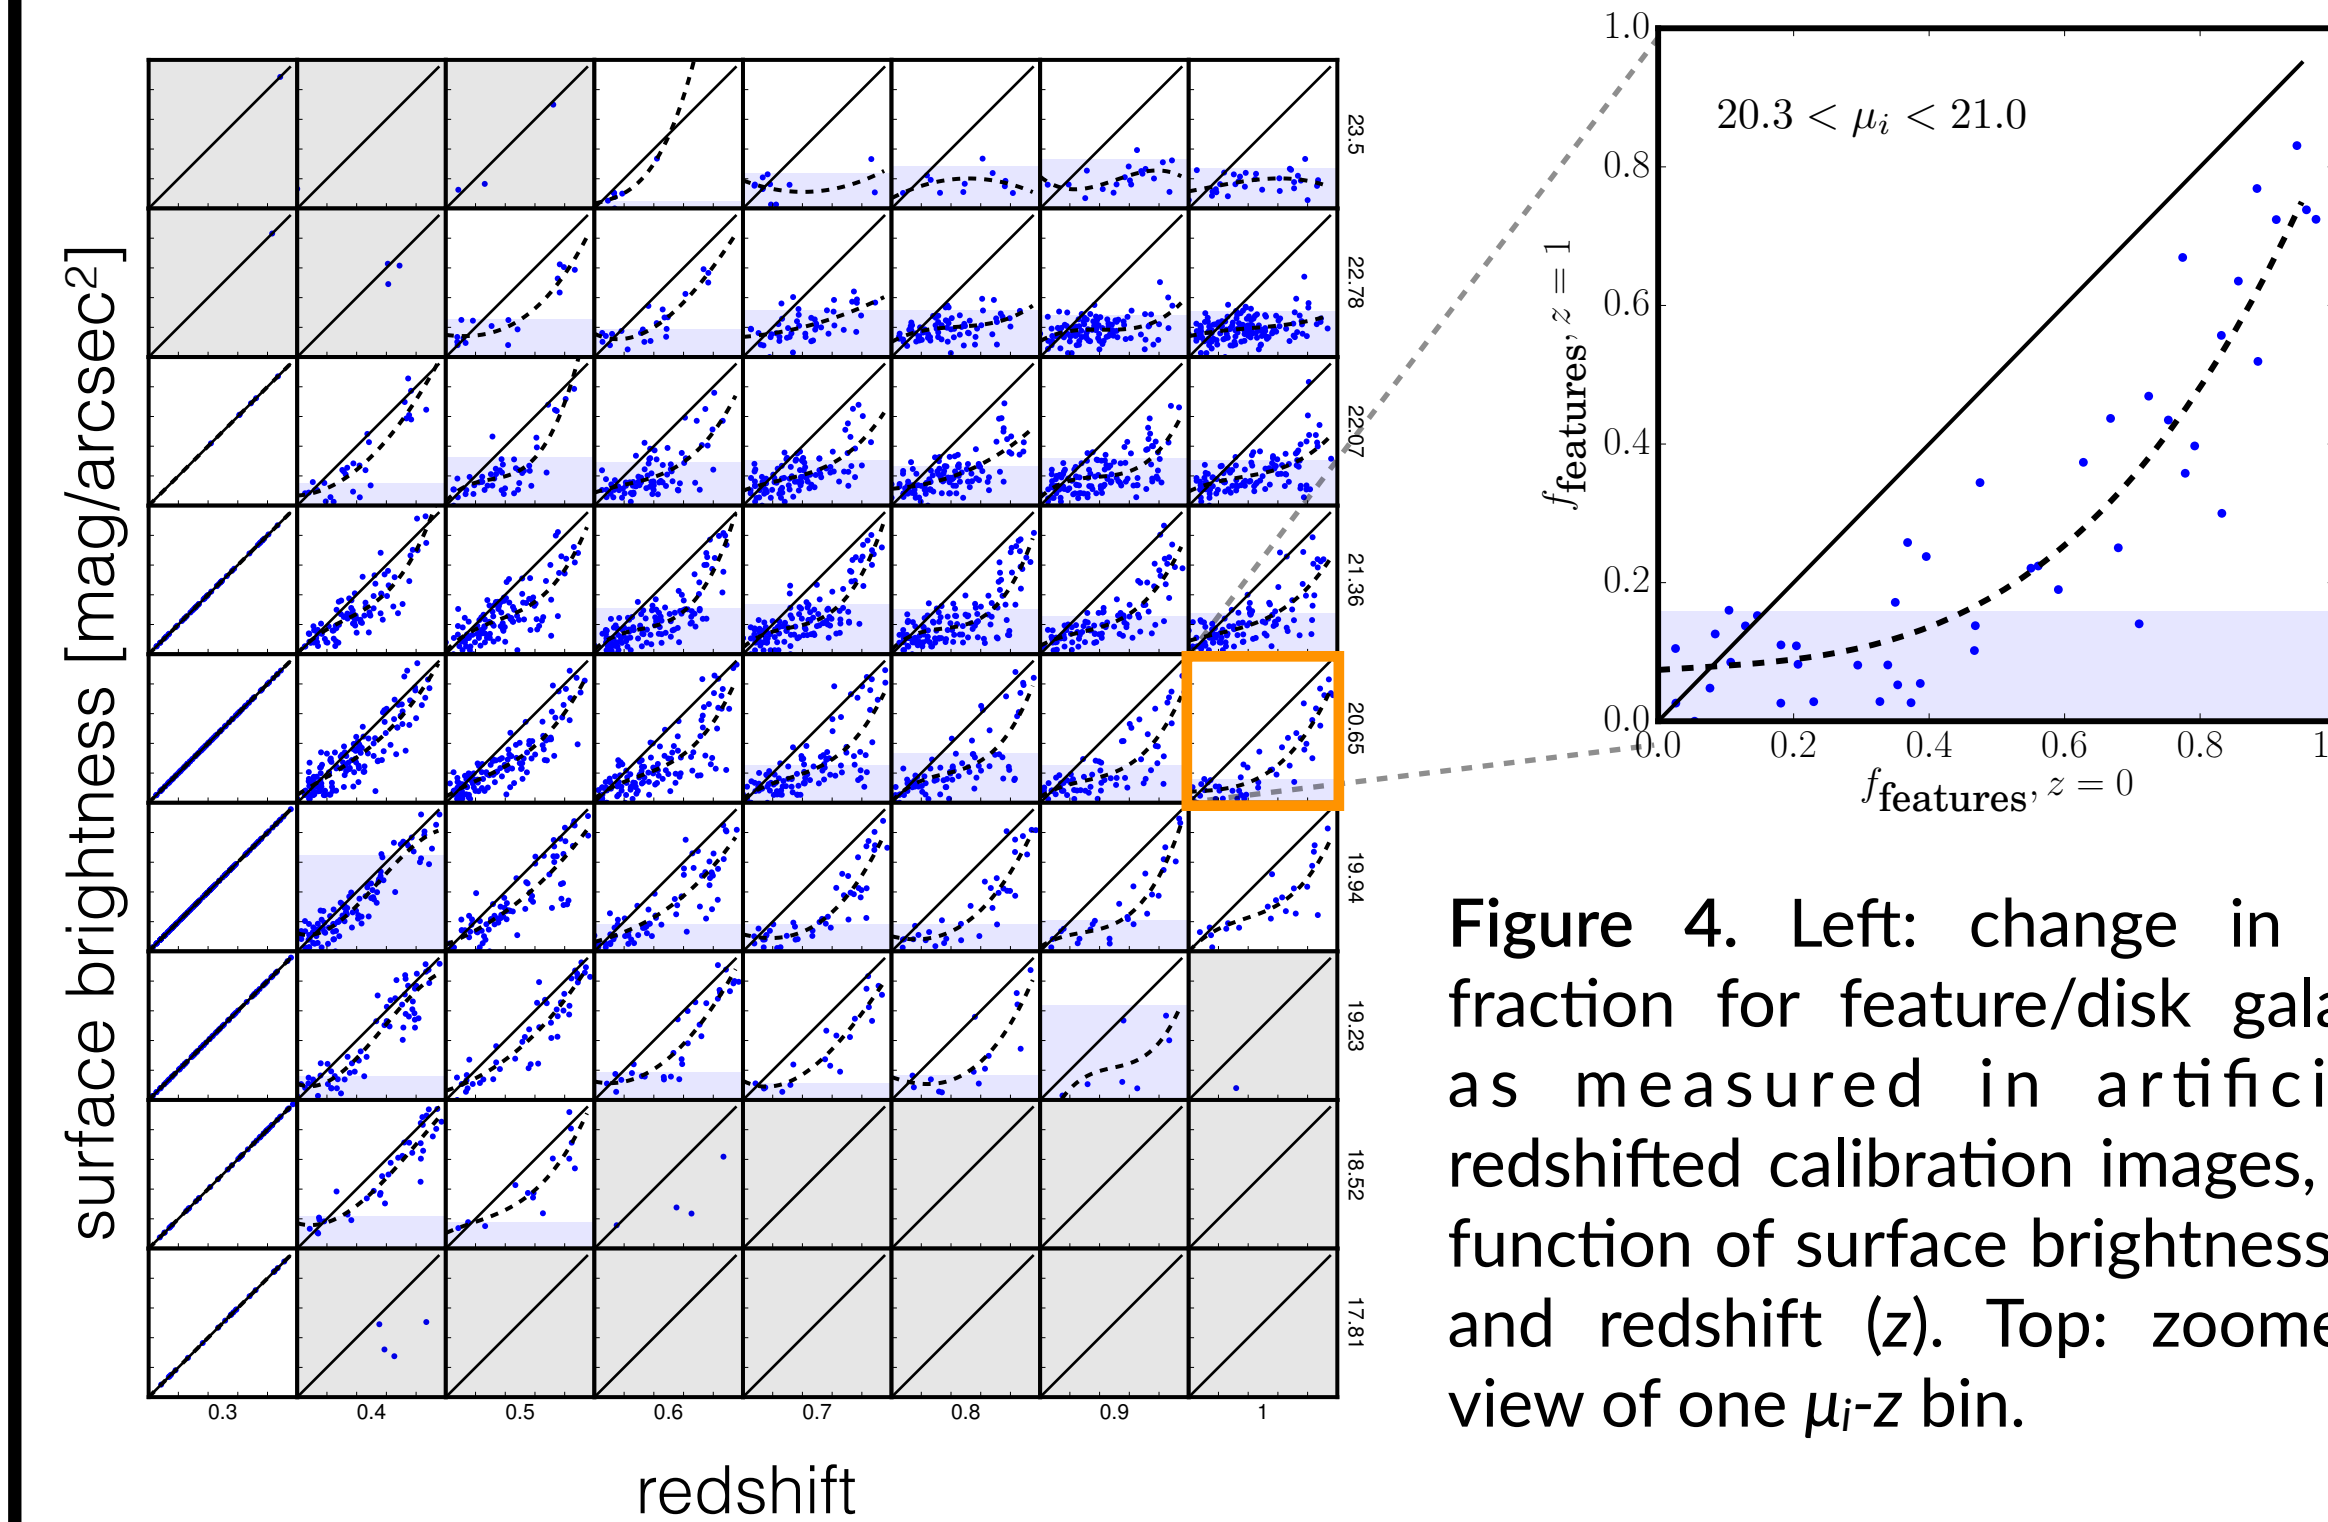 surface brightness [mag/arcsec²]
23.5
22.78
22.07
21.36
20.65
19.94
19.23
18.52
17.81
0.3 0.4 0.5 0.6 0.7 0.8 0.9 1
redshift
1.0
0.8
0.6
0.4
0.2
0.0
20.3 < μᵢ < 21.0
f features, z = 1
0.0 0.2 0.4 0.6 0.8 1
f features, z = 0
Figure 4. Left: change in
fraction for feature/disk gala
as measured in artifici
redshifted calibration images,
function of surface brightness
and redshift (z). Top: zoome
view of one μᵢ-z bin.